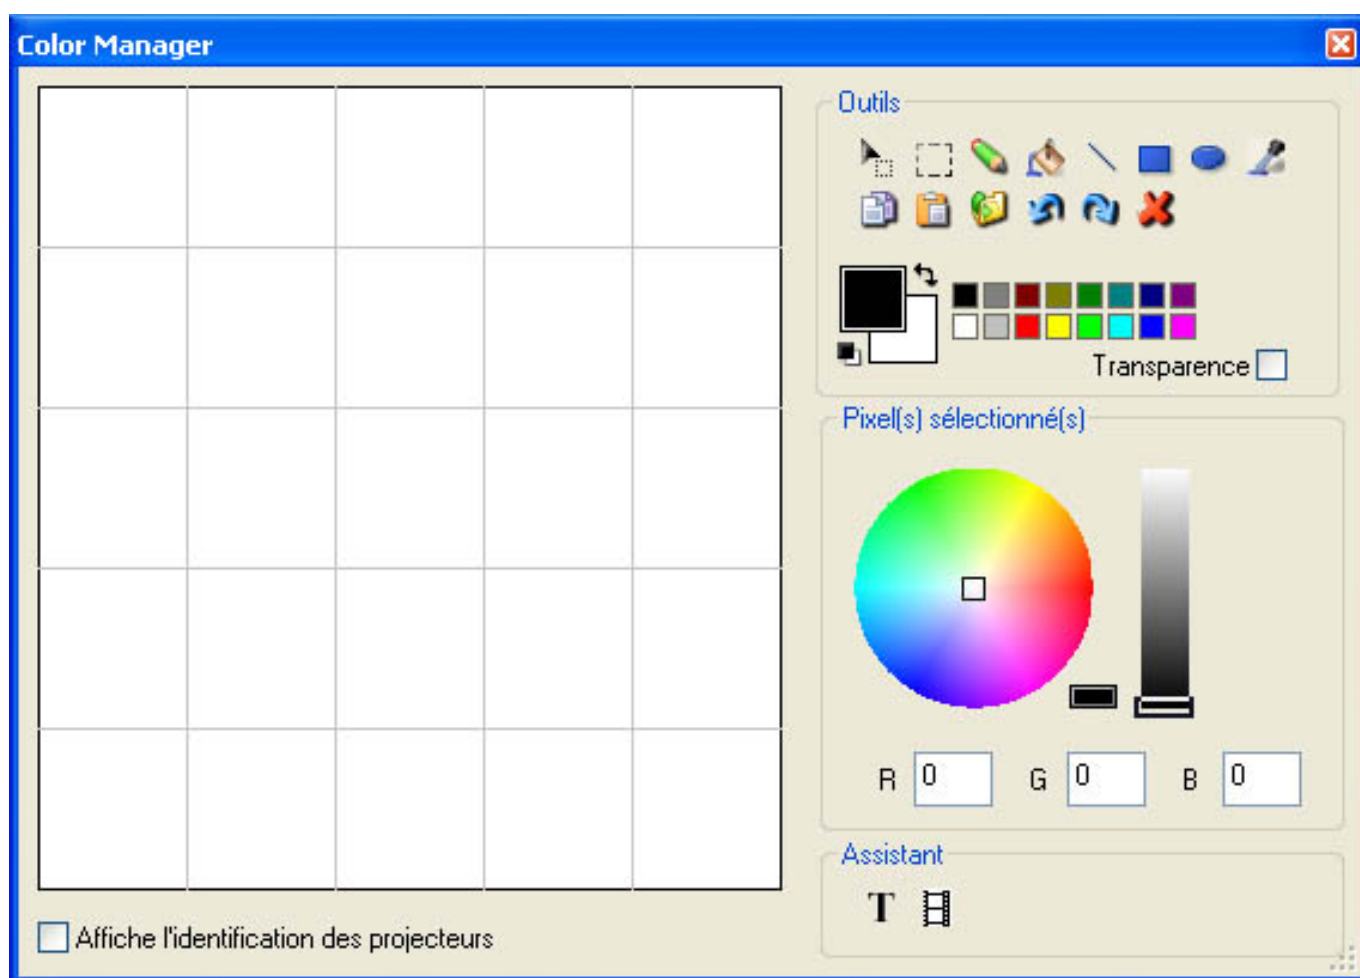 Color Manager
Outils
Transparence
Pixel(s) sélectionné(s)
R 0 G 0 B 0
Assistant
T
Affiche l'identification des projecteurs